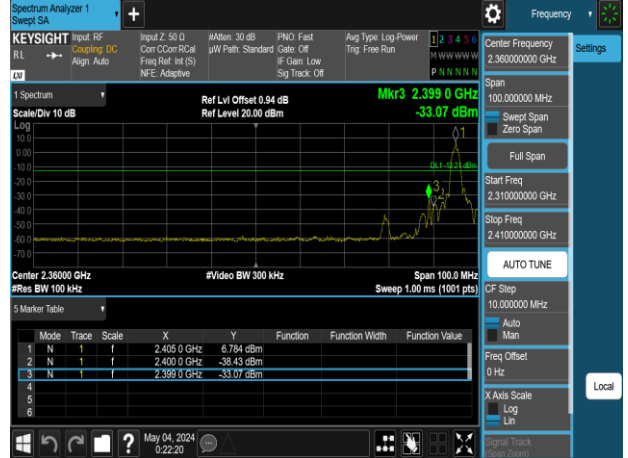 Spectrum Analyzer 1
Swept SA
Frequency
KEYSIGHT
RL
Input: RF
Coupling: DC
Align: Auto
Input Z: 50 Ω
Corr CCorr RCal
Freq Ref: Int (S)
NFE: Adaptive
#Atten: 30 dB
µW Path: Standard
PNO: Fast
Gate: Off
IF Gain: Low
Sig Track: Off
Avg Type: Log-Power
Trig: Free Run
1 2 3 4 5 6
M W W W W W
P N N N N N
LXI
1 Spectrum
Scale/Div 10 dB
Ref Lvl Offset 0.94 dB
Ref Level 20.00 dBm
Mkr3 2.399 0 GHz
-33.07 dBm
Log
10.0
0.00
-10.0
-20.0
-30.0
-40.0
-50.0
-60.0
-70.0
1
DL1 -13.21 dBm
3
2
Center 2.36000 GHz
#Res BW 100 kHz
#Video BW 300 kHz
Span 100.0 MHz
Sweep 1.00 ms (1001 pts)
5 Marker Table
Mode Trace Scale X Y Function Function Width Function Value
1 N 1 f 2.405 0 GHz 6.784 dBm
2 N 1 f 2.400 0 GHz -38.43 dBm
3 N 1 f 2.399 0 GHz -33.07 dBm
4
5
6
?
May 04, 2024
0:22:20
Center Frequency
2.360000000 GHz
Span
100.000000 MHz
Swept Span
Zero Span
Full Span
Start Freq
2.310000000 GHz
Stop Freq
2.410000000 GHz
AUTO TUNE
CF Step
10.000000 MHz
Auto
Man
Freq Offset
0 Hz
X Axis Scale
Log
Lin
Signal Track
(Span Zoom)
Settings
Local